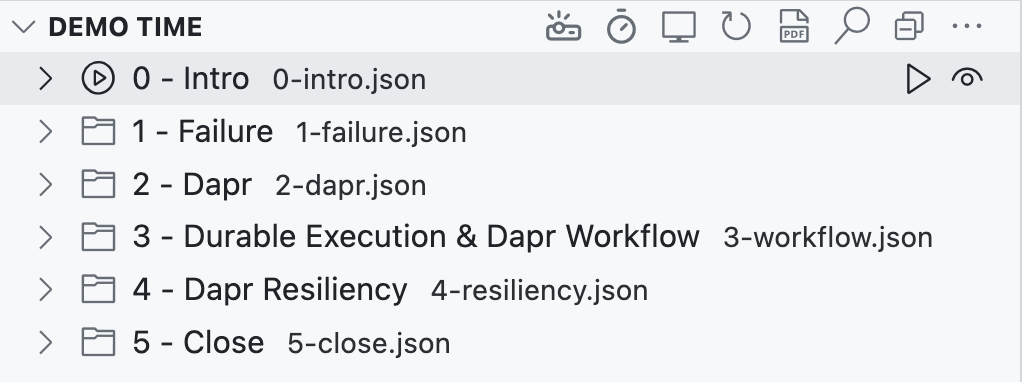 DEMO TIME PDF
0 - Intro 0-intro.json
1 - Failure 1-failure.json
2 - Dapr 2-dapr.json
3 - Durable Execution & Dapr Workflow 3-workflow.json
4 - Dapr Resiliency 4-resiliency.json
5 - Close 5-close.json